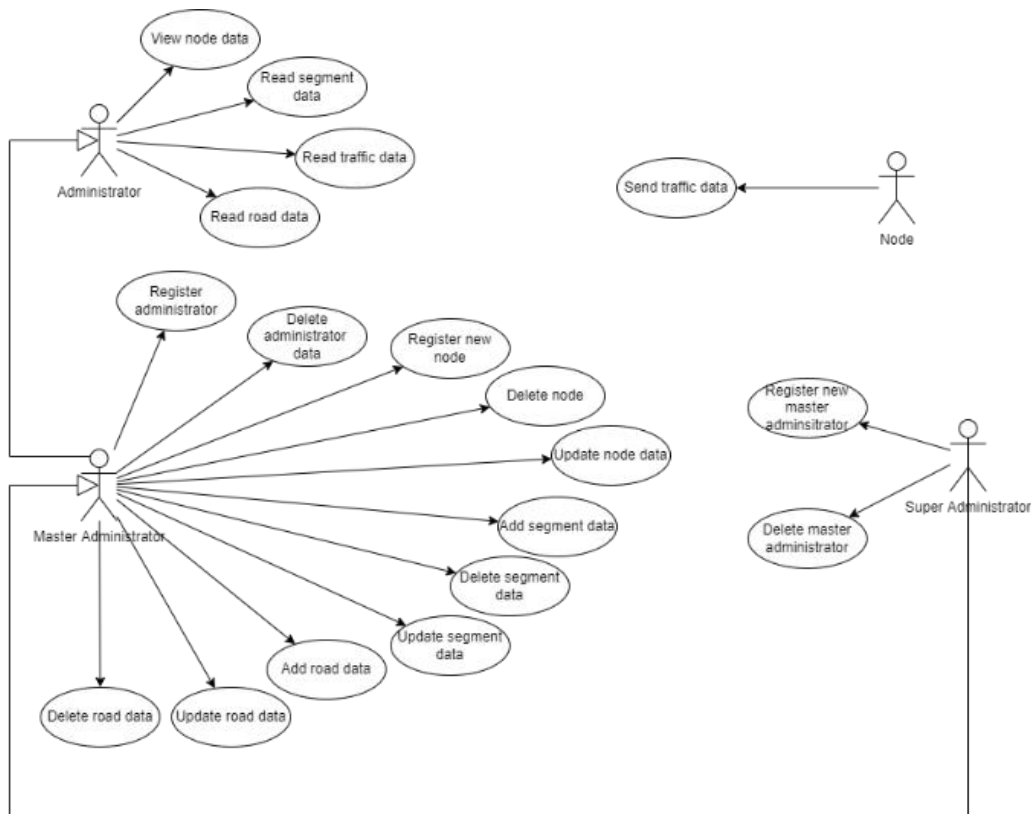 View node data
Read segment
data
Read traffic data
Administrator
Read road data
Send traffic data
Node
Register
administrator
Delete
administrator
data
Register new
node
Delete node
Update node data
Master Administrator
Add segment data
Delete segment
data
Update segment
data
Add road data
Delete road data
Update road data
Register new
master
adminsitrator
Super Administrator
Delete master
administrator